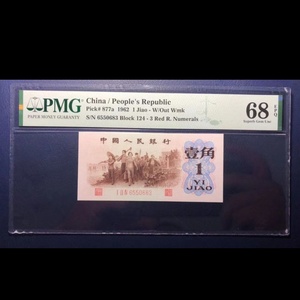 PMG
PAPER MONEY GUARANTY
China / People's Republic
Pick# 877a 1962 1 Jiao - W/Out Wmk
S/N 6550683 Block 124 - 3 Red R. Numerals
68 EPQ
Superb Gem Unc
中國人民銀行
6550683
壹角
1
YI
JIAO